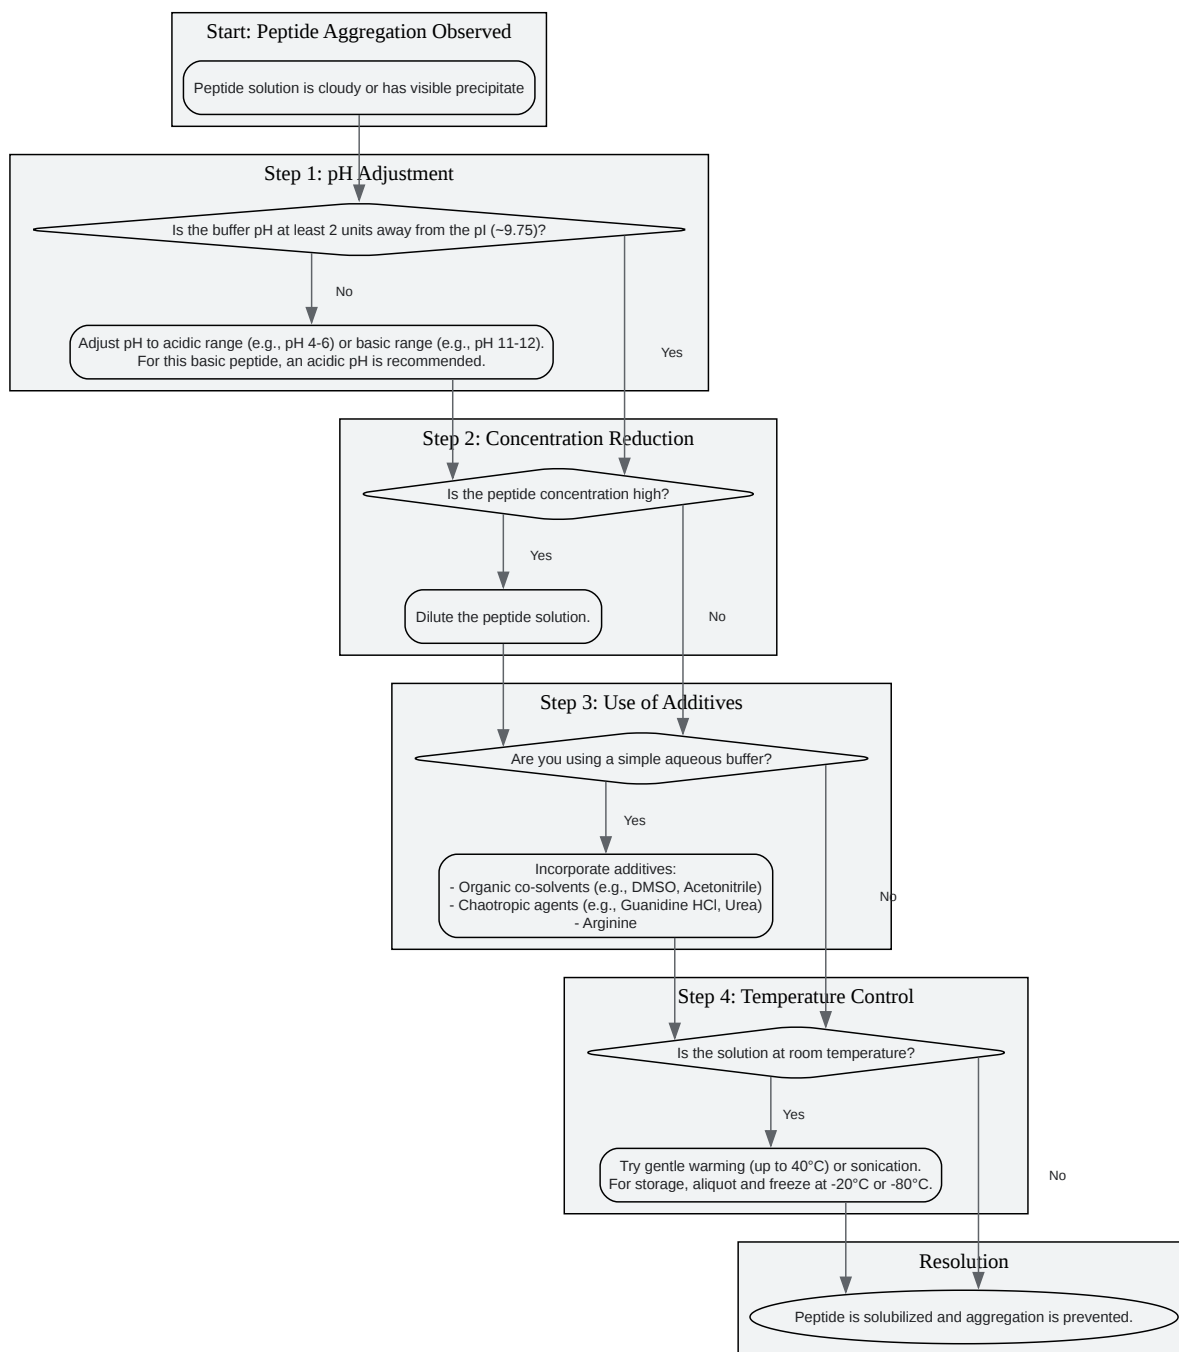 Start: Peptide Aggregation Observed
Peptide solution is cloudy or has visible precipitate
Step 1: pH Adjustment
Is the buffer pH at least 2 units away from the pI (~9.75)?
No
Adjust pH to acidic range (e.g., pH 4-6) or basic range (e.g., pH 11-12).
For this basic peptide, an acidic pH is recommended.
Yes
Step 2: Concentration Reduction
Is the peptide concentration high?
Yes
Dilute the peptide solution.
No
Step 3: Use of Additives
Are you using a simple aqueous buffer?
Yes
Incorporate additives:
- Organic co-solvents (e.g., DMSO, Acetonitrile)
- Chaotropic agents (e.g., Guanidine HCl, Urea)
- Arginine
No
Step 4: Temperature Control
Is the solution at room temperature?
Yes
Try gentle warming (up to 40°C) or sonication.
For storage, aliquot and freeze at -20°C or -80°C.
No
Resolution
Peptide is solubilized and aggregation is prevented.